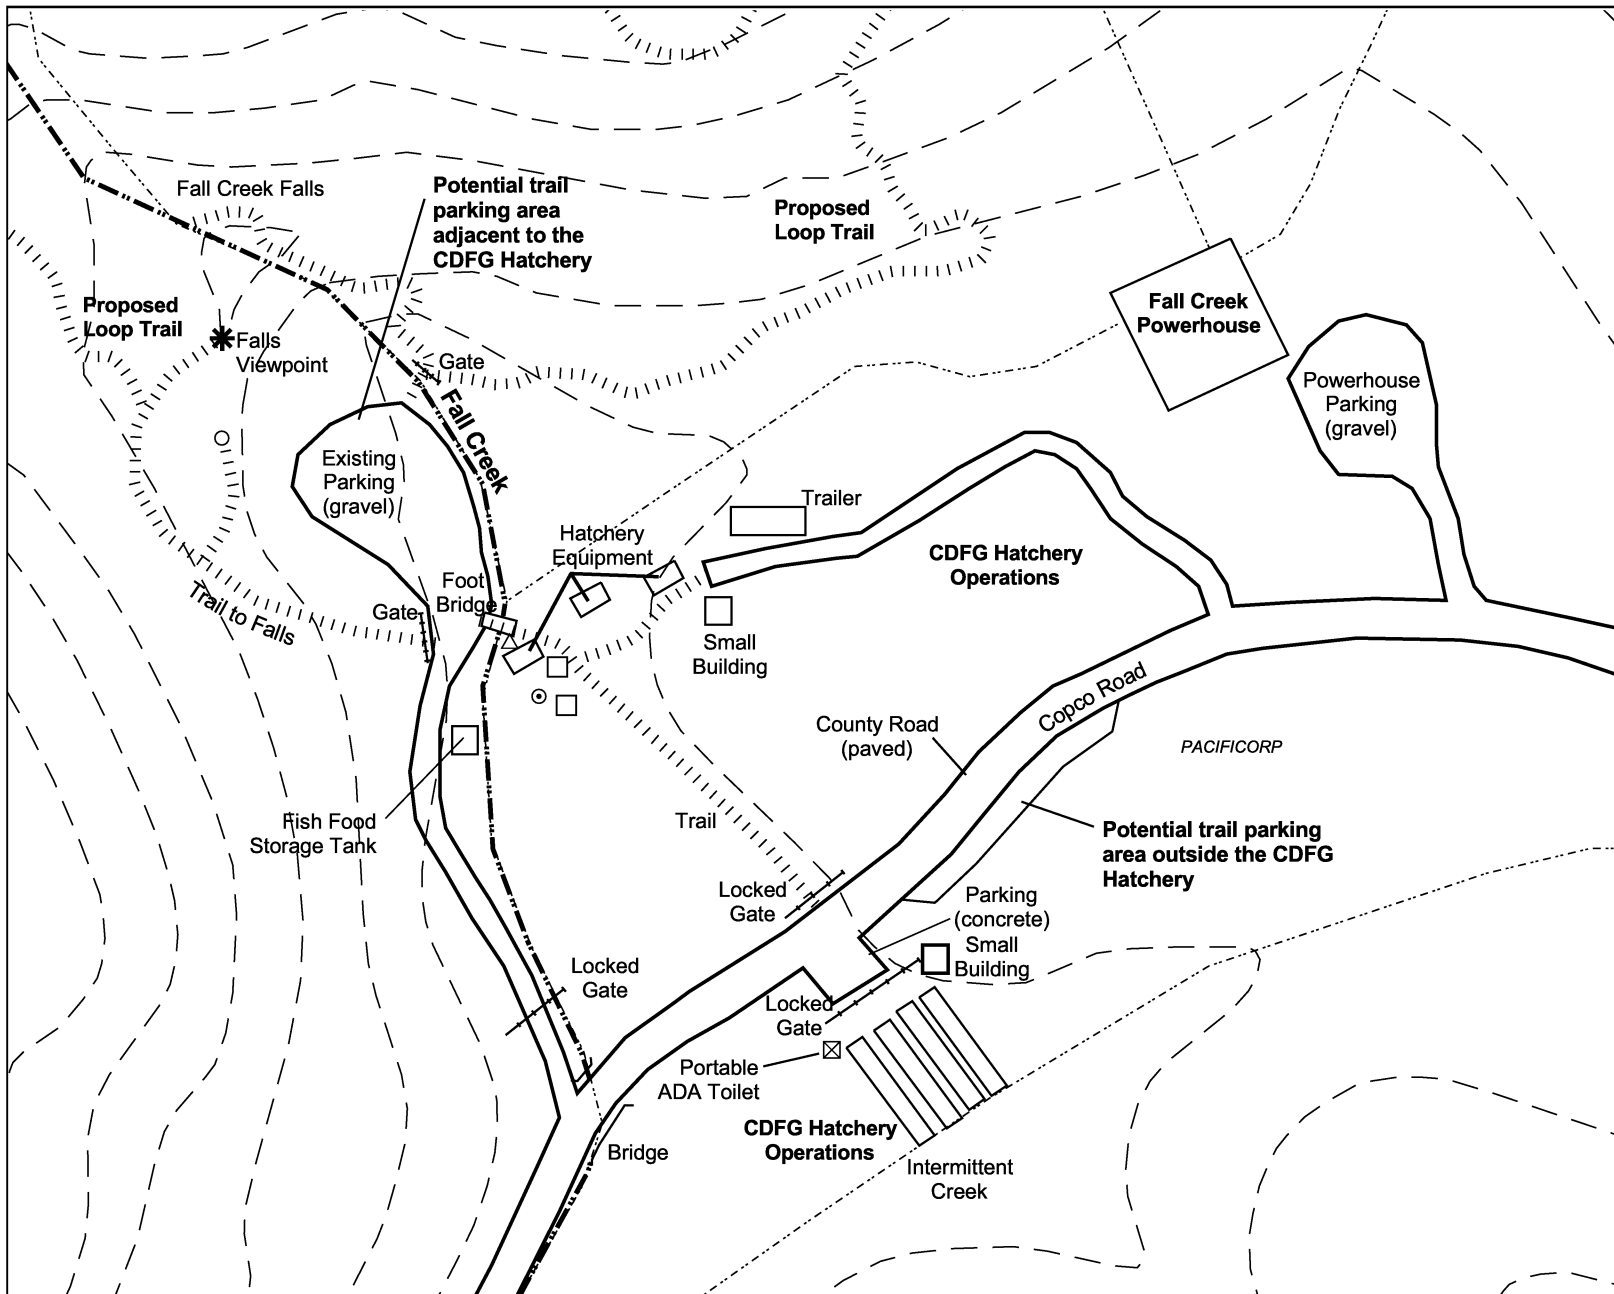 Fall Creek Falls
Potential trail
parking area
adjacent to the
CDFG Hatchery
Proposed
Loop Trail
Proposed
Loop Trail
Falls
Viewpoint
Gate
Fall Creek
Fall Creek
Powerhouse
Powerhouse
Parking
(gravel)
Existing
Parking
(gravel)
Trailer
Hatchery
Equipment
CDFG Hatchery
Operations
Foot
Bridge
Gate
Trail to Falls
Small
Building
Copco Road
County Road
(paved)
PACIFICORP
Fish Food
Storage Tank
Trail
Potential trail parking
area outside the CDFG
Hatchery
Locked
Gate
Parking
(concrete)
Small
Building
Locked
Gate
Locked
Gate
Portable
ADA Toilet
CDFG Hatchery
Operations
Bridge
Intermittent
Creek